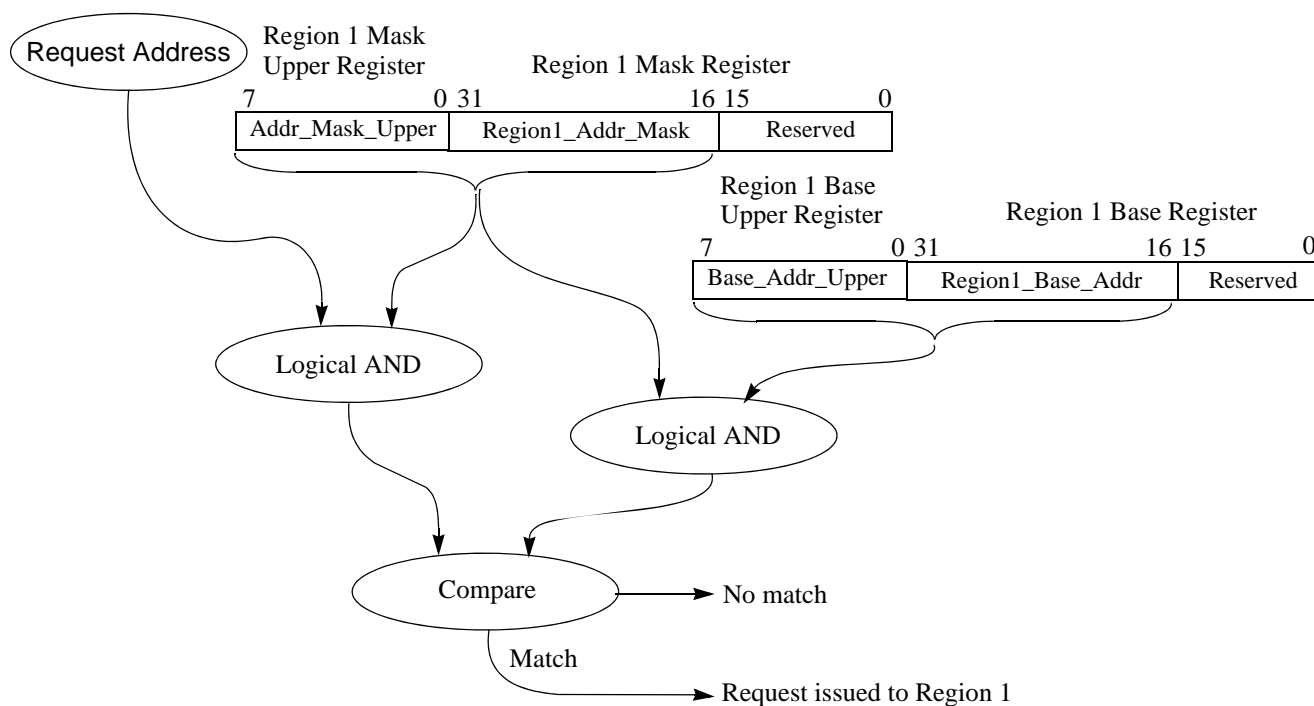 Request Address
Region 1 Mask
Upper Register
Region 1 Mask Register
7 0 31 16 15 0
Addr_Mask_Upper Region1_Addr_Mask Reserved
Region 1 Base
Upper Register
Region 1 Base Register
7 0 31 16 15 0
Base_Addr_Upper Region1_Base_Addr Reserved
Logical AND
Logical AND
Compare
No match
Match
Request issued to Region 1